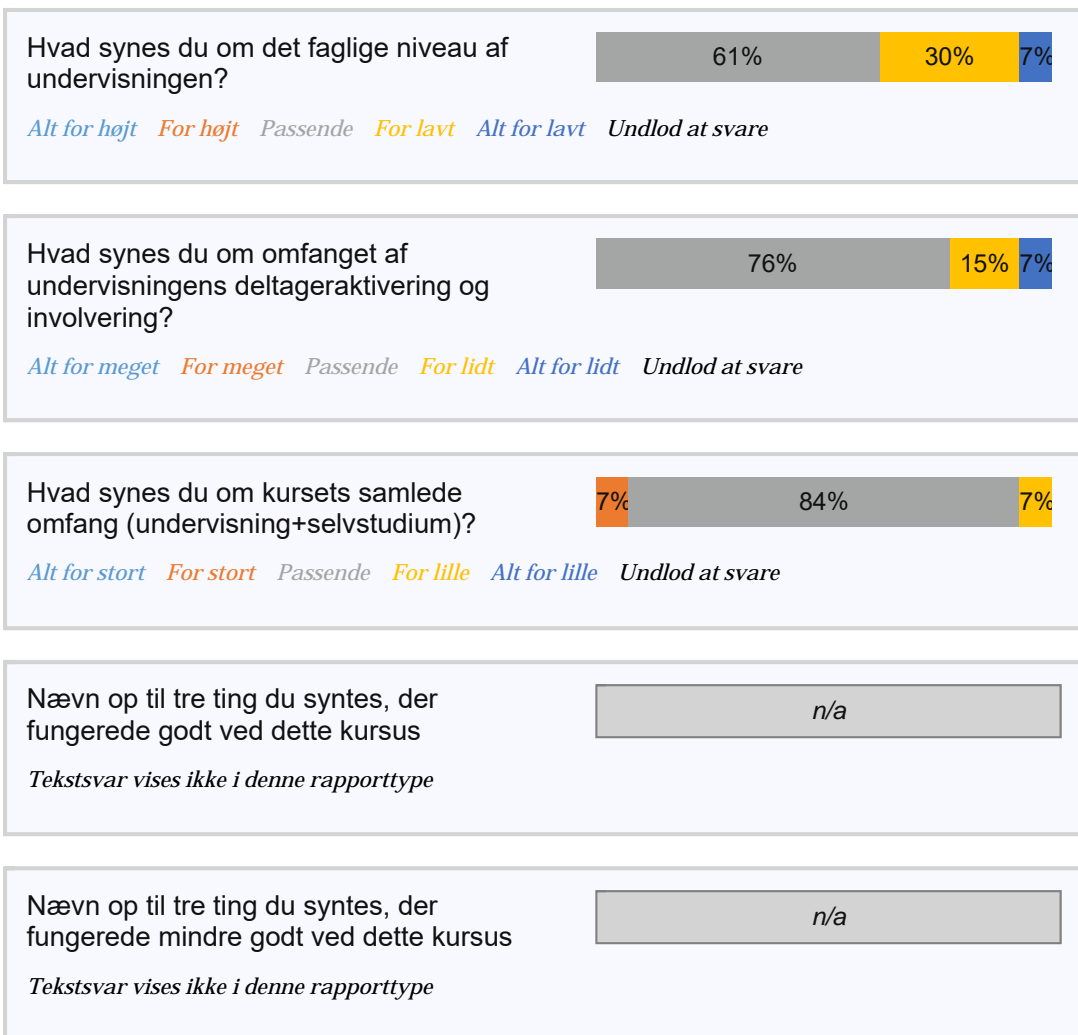 Hvad synes du om det faglige niveau af
undervisningen?
61% 30% 7%
Alt for højt For højt Passende For lavt Alt for lavt Undlod at svare
Hvad synes du om omfanget af
undervisningens deltageraktivering og
involvering?
76% 15% 7%
Alt for meget For meget Passende For lidt Alt for lidt Undlod at svare
Hvad synes du om kursets samlede
omfang (undervisning+selvstudium)?
7% 84% 7%
Alt for stort For stort Passende For lille Alt for lille Undlod at svare
Nævn op til tre ting du syntes, der
fungerede godt ved dette kursus
n/a
Tekstsvar vises ikke i denne rapporttype
Nævn op til tre ting du syntes, der
fungerede mindre godt ved dette kursus
n/a
Tekstsvar vises ikke i denne rapporttype